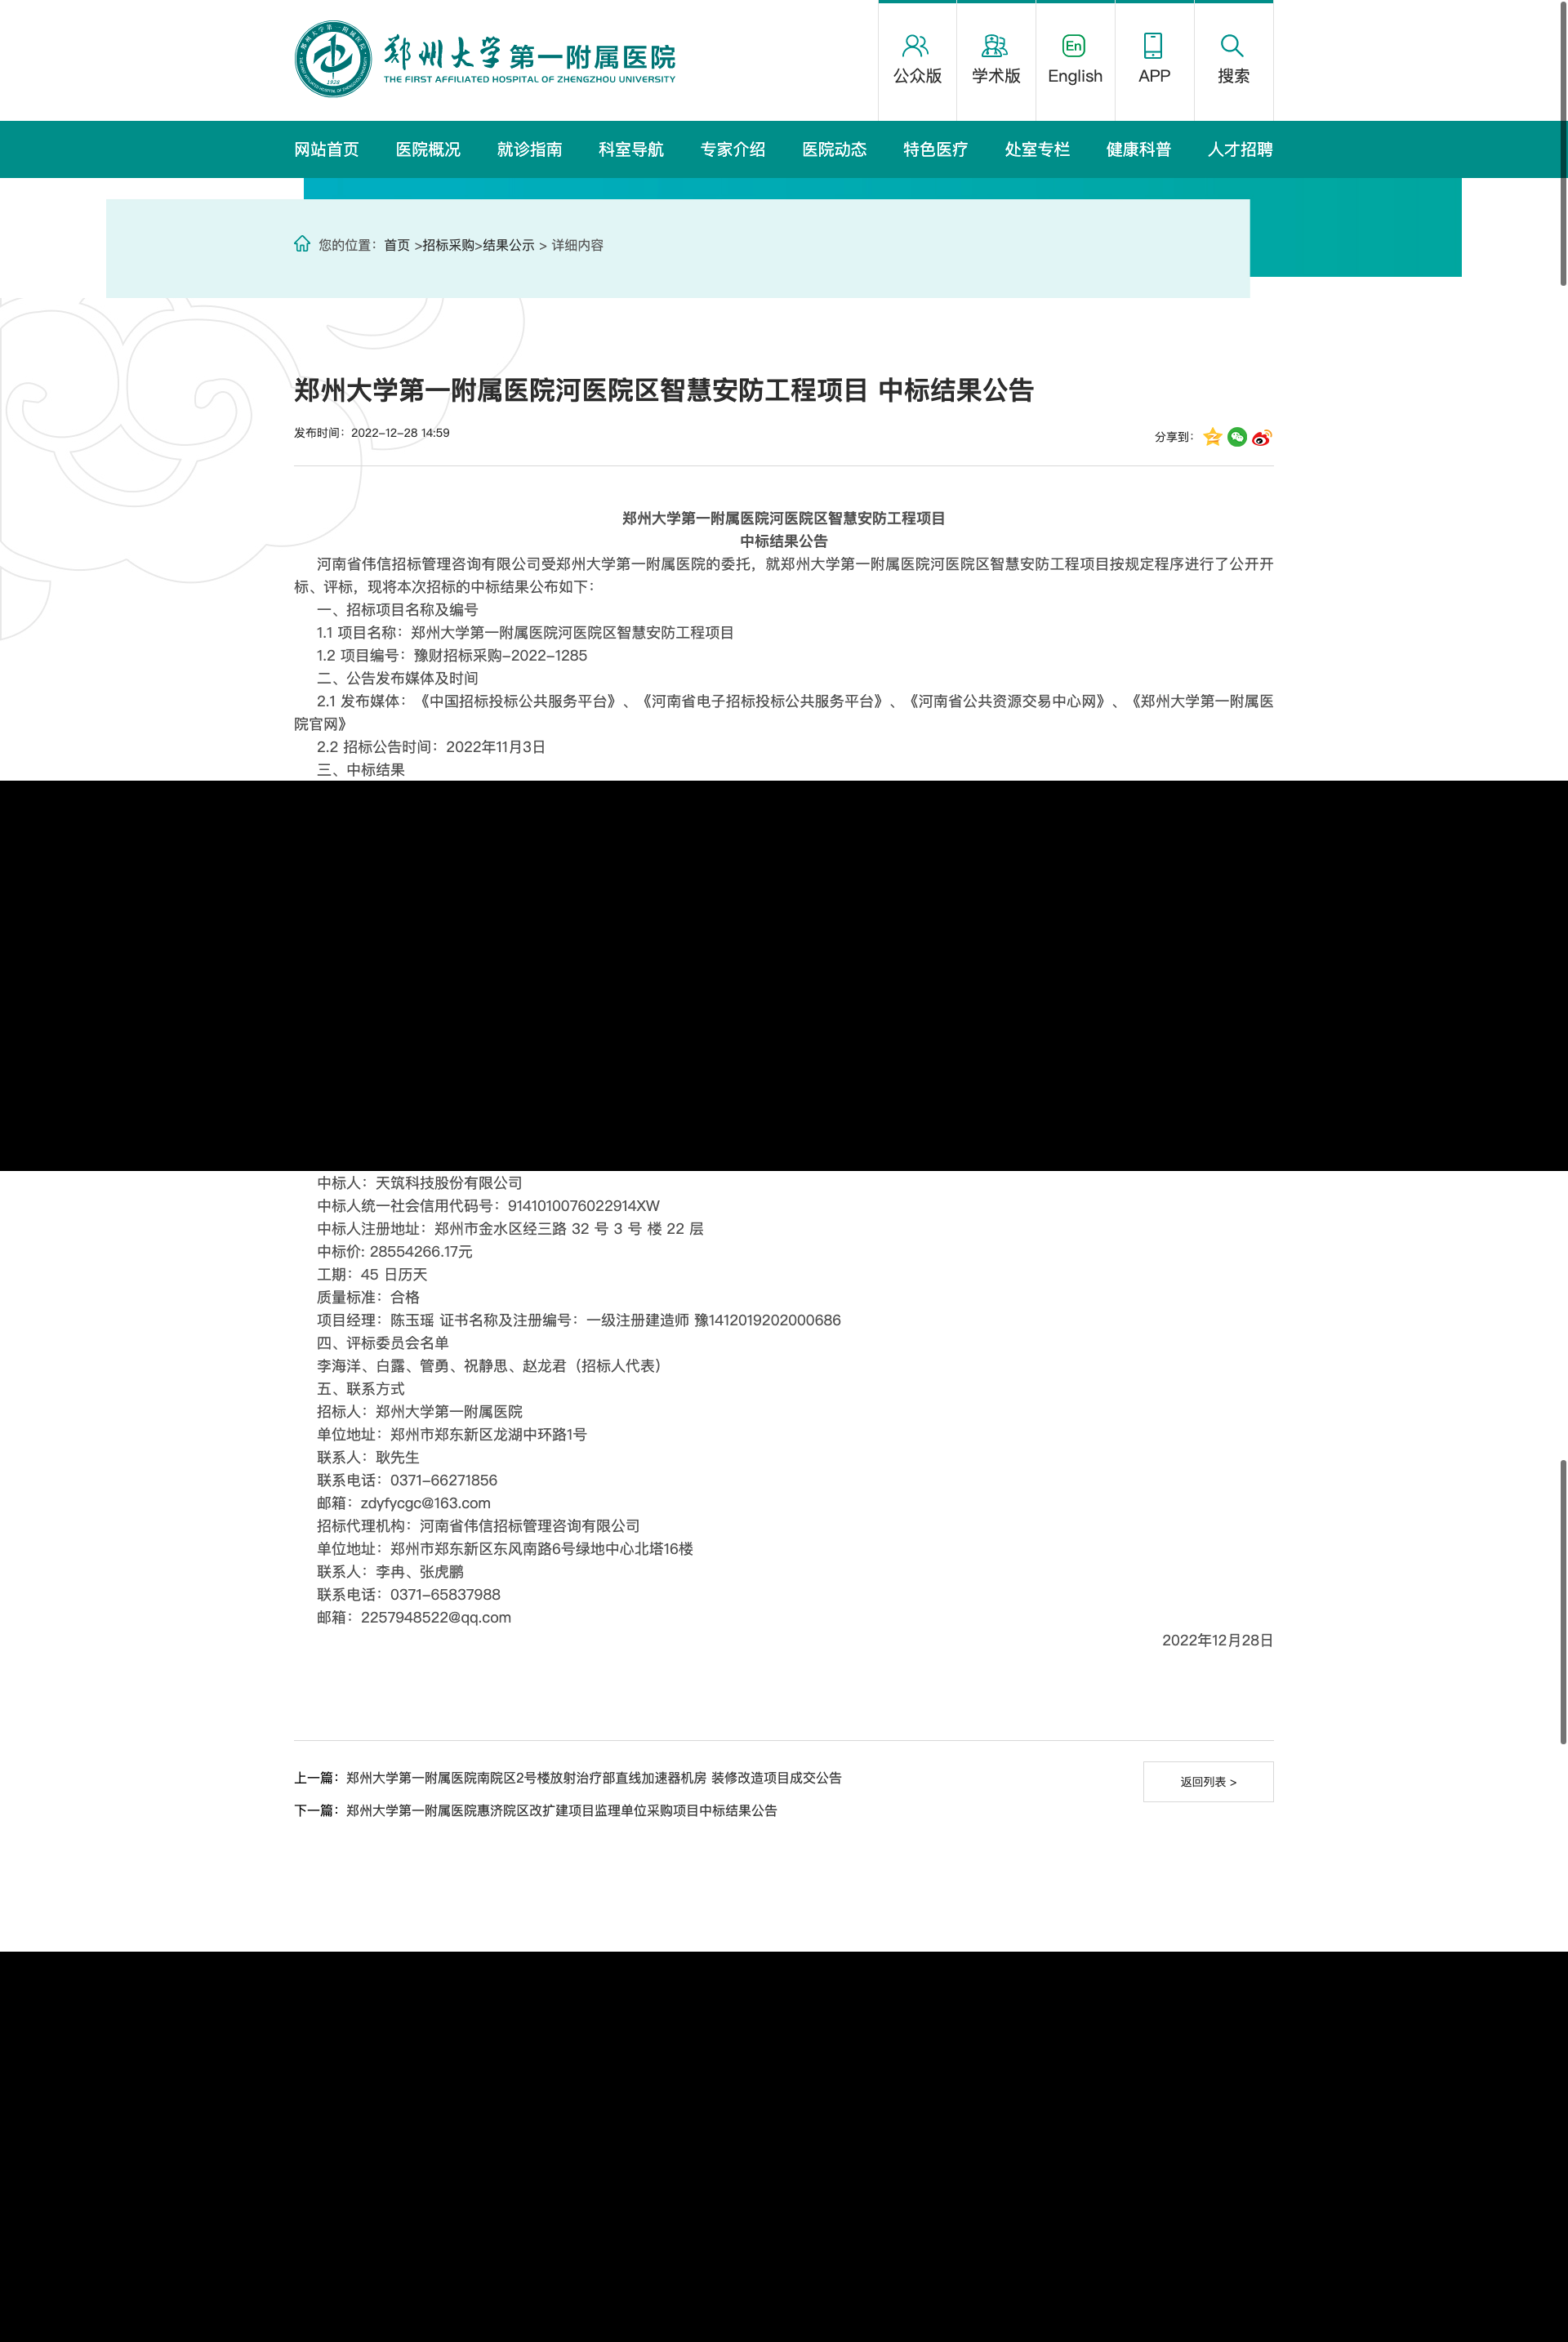 郑州大学第一附属医院
THE FIRST AFFILIATED HOSPITAL OF ZHENGZHOU UNIVERSITY
公众版
学术版
En
English
APP
搜索
网站首页 医院概况 就诊指南 科室导航 专家介绍 医院动态 特色医疗 处室专栏 健康科普 人才招聘
您的位置：首页 >招标采购>结果公示 > 详细内容
郑州大学第一附属医院河医院区智慧安防工程项目 中标结果公告
发布时间：2022-12-28 14:59
分享到：
郑州大学第一附属医院河医院区智慧安防工程项目
中标结果公告
河南省伟信招标管理咨询有限公司受郑州大学第一附属医院的委托，就郑州大学第一附属医院河医院区智慧安防工程项目按规定程序进行了公开开
标、评标，现将本次招标的中标结果公布如下：
一、招标项目名称及编号
1.1 项目名称：郑州大学第一附属医院河医院区智慧安防工程项目
1.2 项目编号：豫财招标采购-2022-1285
二、公告发布媒体及时间
2.1 发布媒体：《中国招标投标公共服务平台》、《河南省电子招标投标公共服务平台》、《河南省公共资源交易中心网》、《郑州大学第一附属医
院官网》
2.2 招标公告时间：2022年11月3日
三、中标结果
中标人：天筑科技股份有限公司
中标人统一社会信用代码号：9141010076022914XW
中标人注册地址：郑州市金水区经三路 32 号 3 号 楼 22 层
中标价: 28554266.17元
工期：45 日历天
质量标准：合格
项目经理：陈玉瑶 证书名称及注册编号：一级注册建造师 豫1412019202000686
四、评标委员会名单
李海洋、白露、管勇、祝静思、赵龙君（招标人代表）
五、联系方式
招标人：郑州大学第一附属医院
单位地址：郑州市郑东新区龙湖中环路1号
联系人：耿先生
联系电话：0371-66271856
邮箱：zdyfycgc@163.com
招标代理机构：河南省伟信招标管理咨询有限公司
单位地址：郑州市郑东新区东风南路6号绿地中心北塔16楼
联系人：李冉、张虎鹏
联系电话：0371-65837988
邮箱：2257948522@qq.com
2022年12月28日
上一篇：郑州大学第一附属医院南院区2号楼放射治疗部直线加速器机房 装修改造项目成交公告
返回列表 >
下一篇：郑州大学第一附属医院惠济院区改扩建项目监理单位采购项目中标结果公告